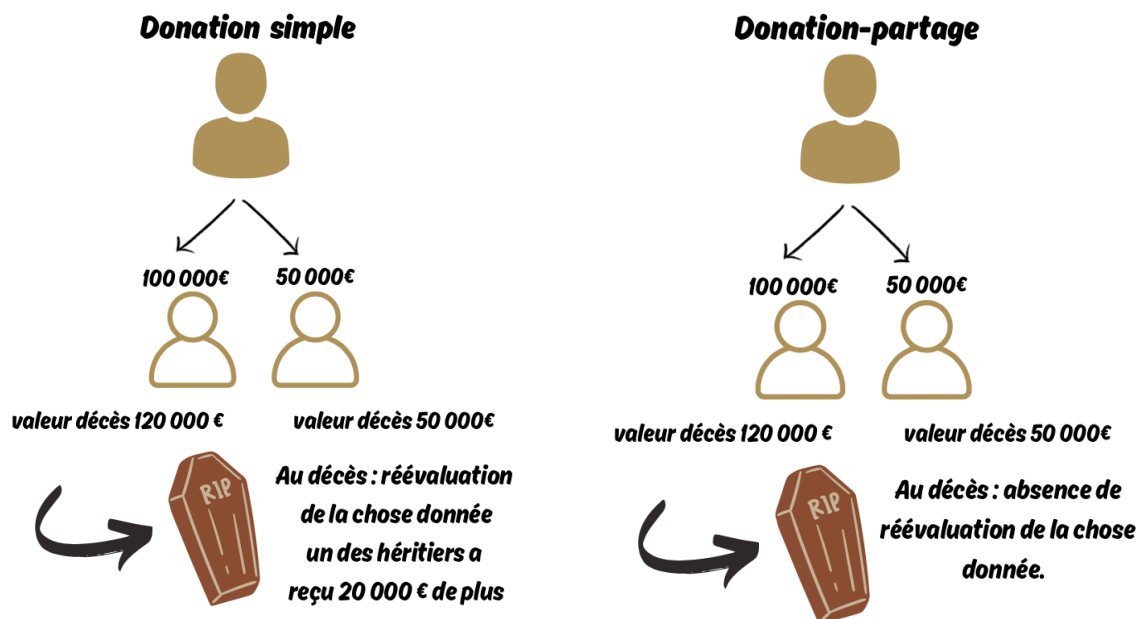 Donation simple
100 000€
50 000€
valeur décès 120 000 €
valeur décès 50 000€
RIP
Au décès : réévaluation
de la chose donnée
un des héritiers a
reçu 20 000 € de plus
Donation-partage
100 000€
50 000€
valeur décès 120 000 €
valeur décès 50 000€
RIP
Au décès : absence de
réévaluation de la chose
donnée.